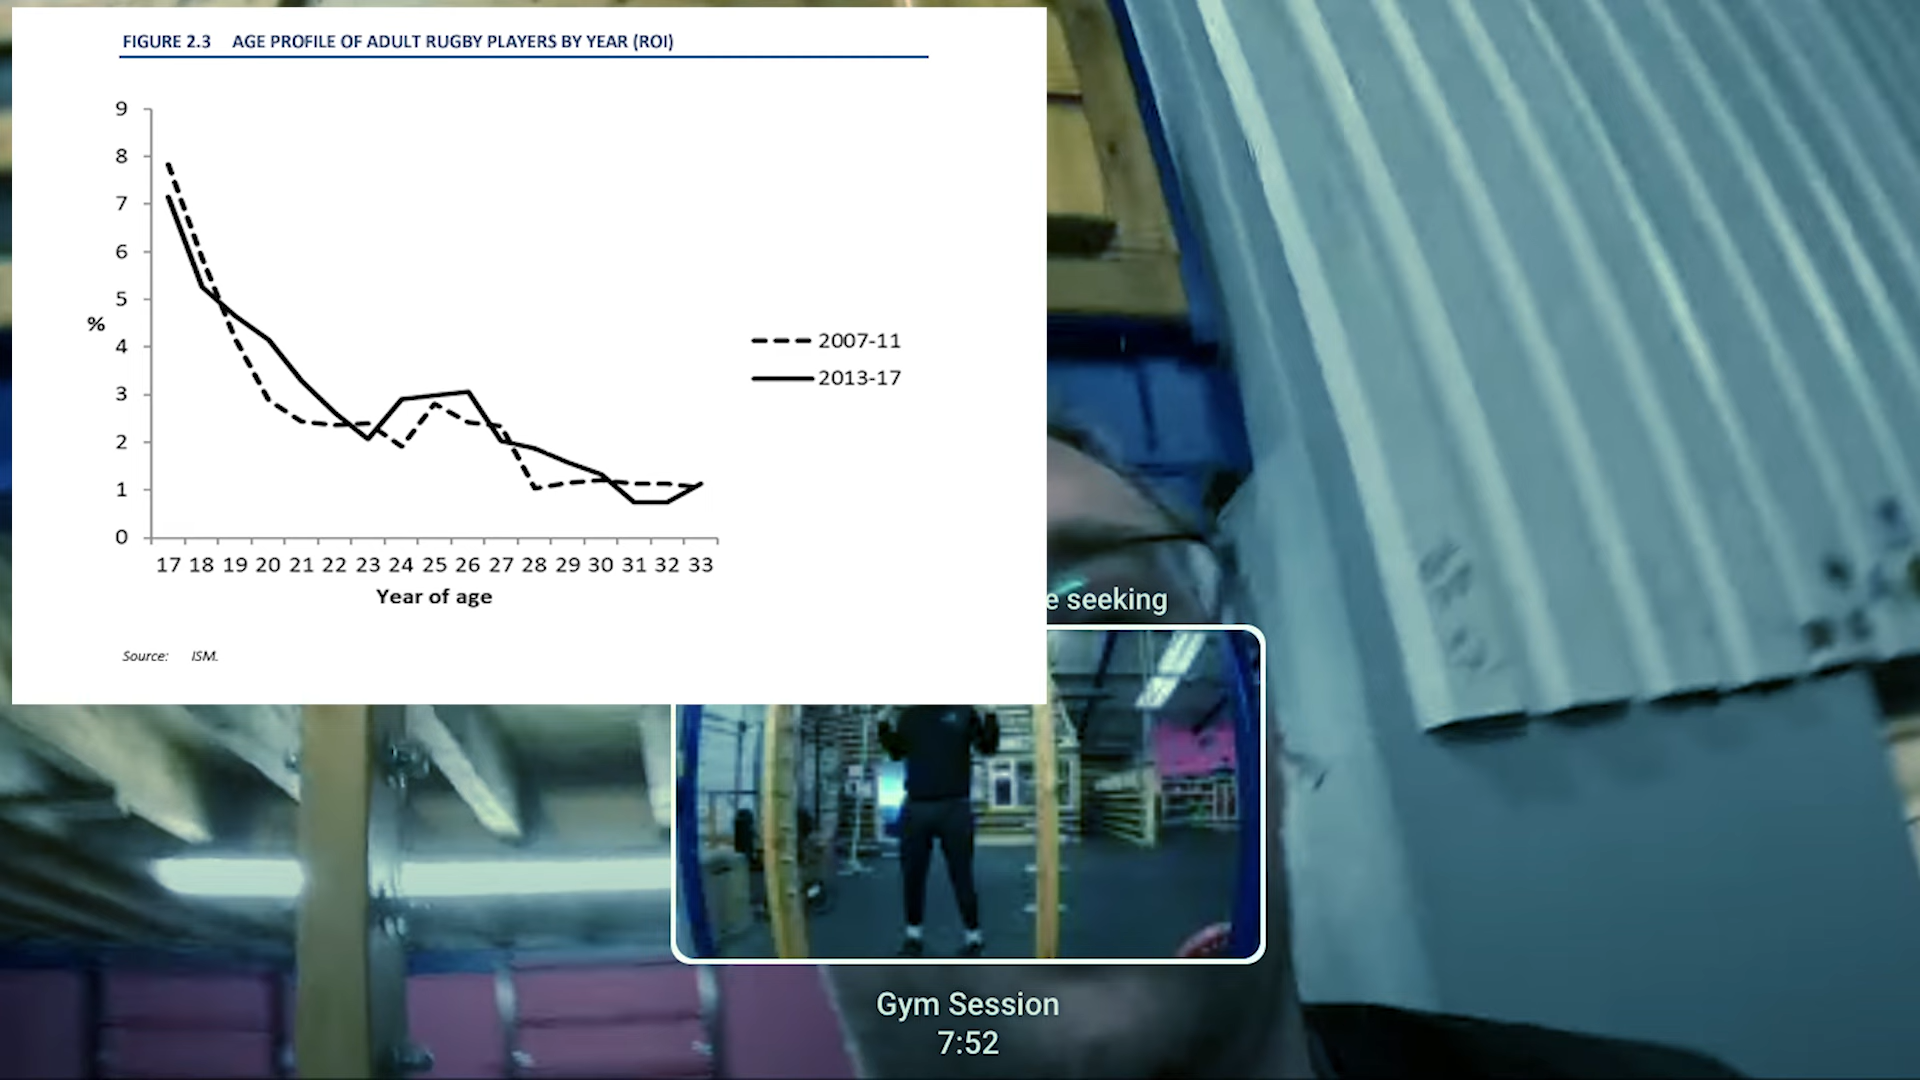 FIGURE 2.3 AGE PROFILE OF ADULT RUGBY PLAYERS BY YEAR (ROI)
9
8
7
6
5
4
3
2
1
0
%
2007-11
2013-17
17 18 19 20 21 22 23 24 25 26 27 28 29 30 31 32 33
Year of age
Source: ISM.
e seeking
Gym Session
7:52